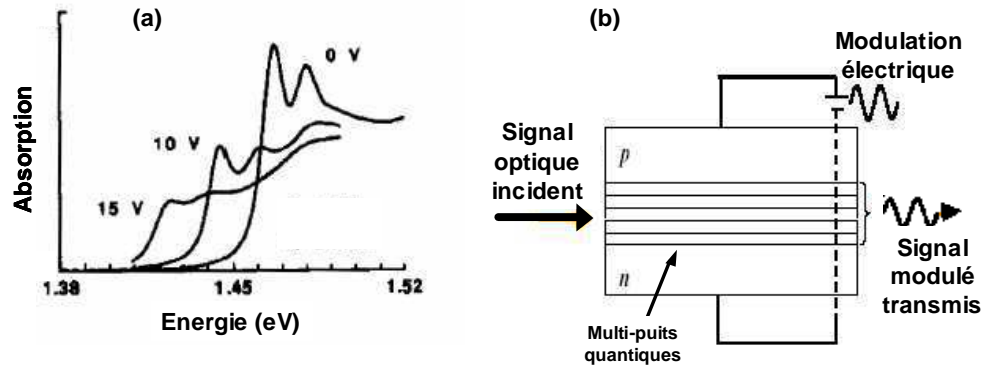 (a)
0 V
10 V
15 V
Absorption
1.38
1.45
1.52
Energie (eV)
(b)
Modulation
électrique
Signal
optique
incident
p
n
Signal
modulé
transmis
Multi-puits
quantiques